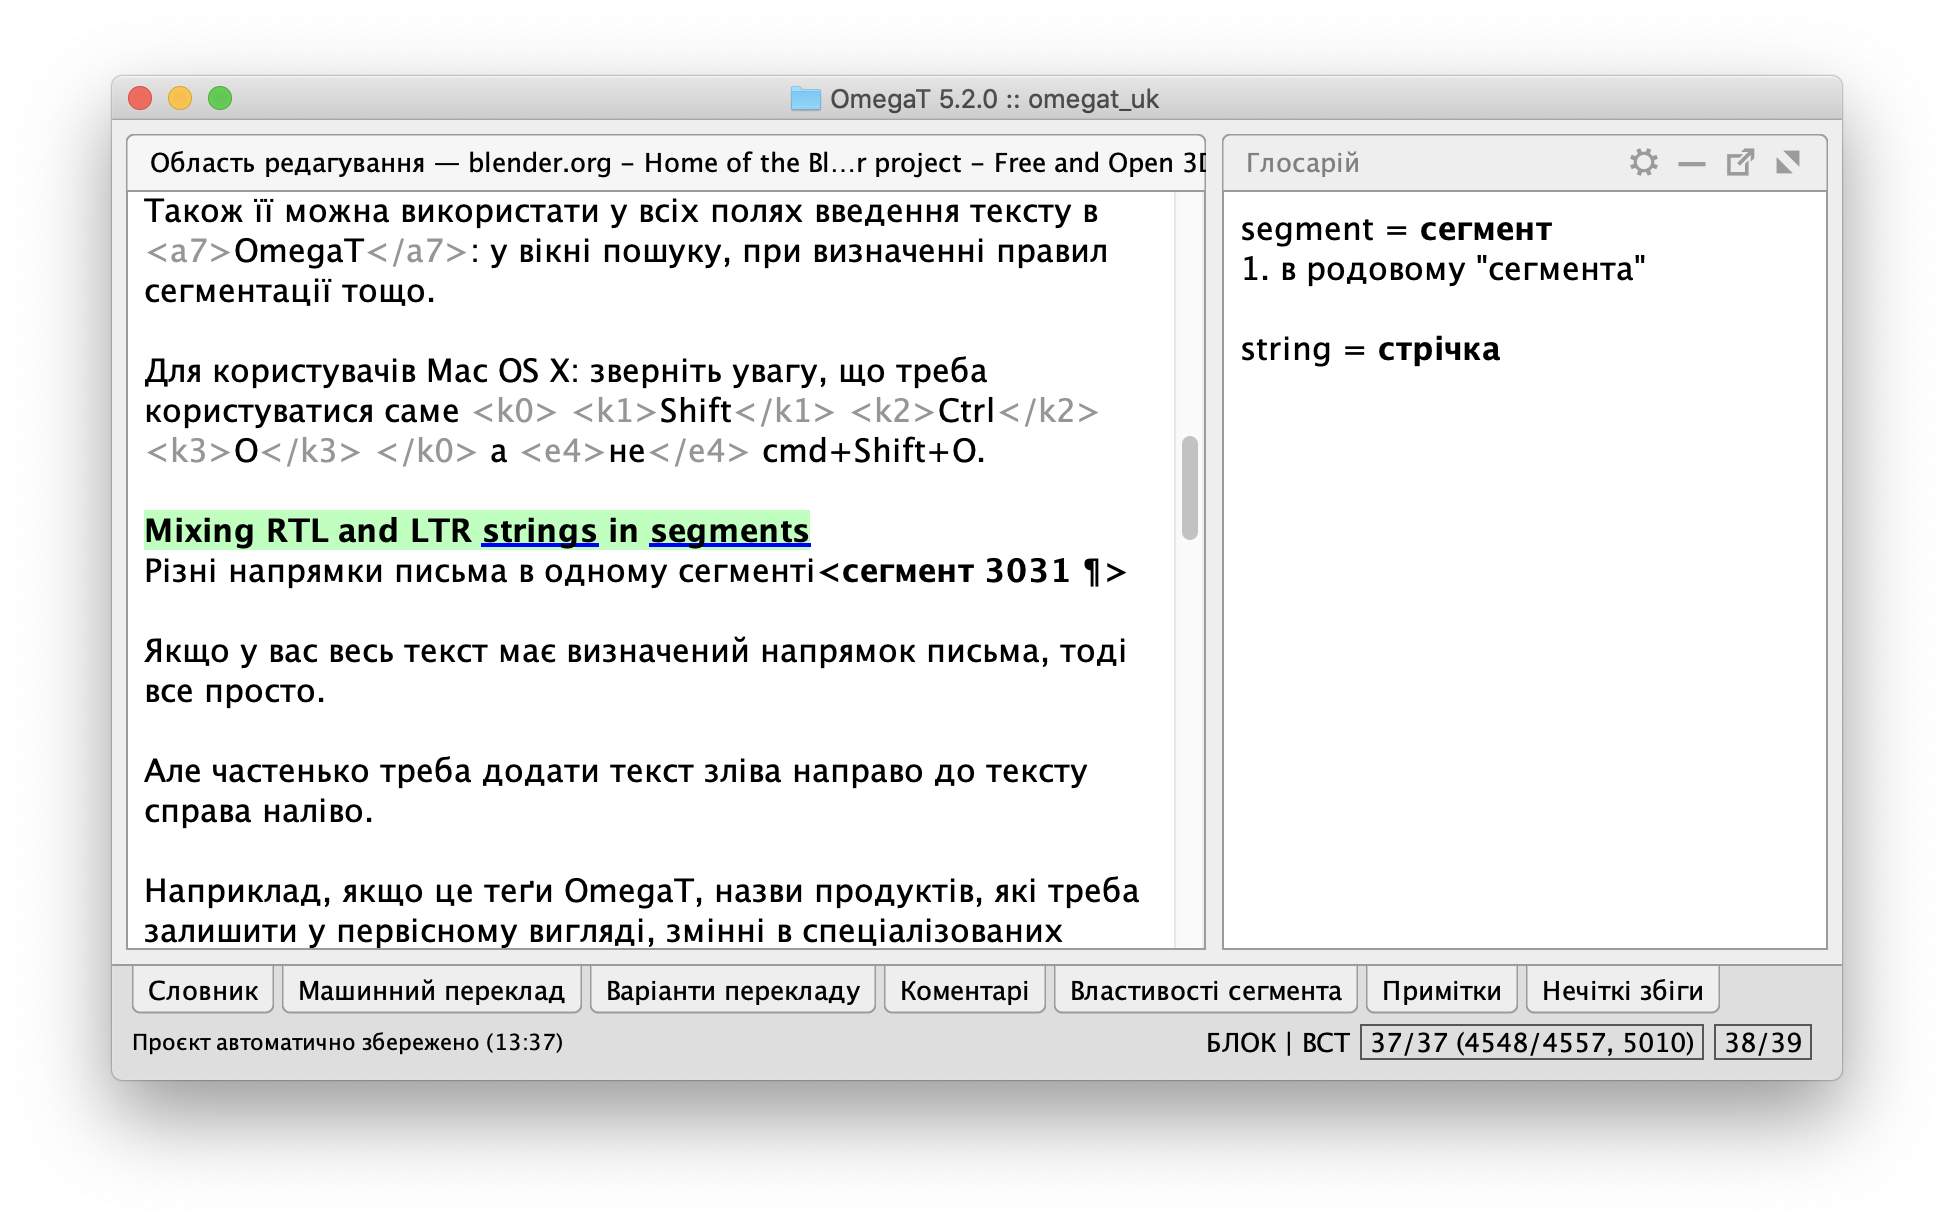 OmegaT 5.2.0 :: omegat_uk
Область редагування — blender.org – Home of the Bl…r project – Free and Open 3D
Також її можна використати у всіх полях введення тексту в
<a7>OmegaT</a7>: у вікні пошуку, при визначенні правил
сегментації тощо.
Для користувачів Mac OS X: зверніть увагу, що треба
користуватися саме <k0> <k1>Shift</k1> <k2>Ctrl</k2>
<k3>O</k3> </k0> а <e4>не</e4> cmd+Shift+O.
Mixing RTL and LTR strings in segments
Різні напрямки письма в одному сегменті<сегмент 3031 ¶>
Якщо у вас весь текст має визначений напрямок письма, тоді
все просто.
Але частенько треба додати текст зліва направо до тексту
справа наліво.
Наприклад, якщо це теґи OmegaT, назви продуктів, які треба
залишити у первісному вигляді, змінні в спеціалізованих
Глосарій
segment = сегмент
1. в родовому "сегмента"
string = стрічка
Словник
Машинний переклад
Варіанти перекладу
Коментарі
Властивості сегмента
Примітки
Нечіткі збіги
Проєкт автоматично збережено (13:37)
БЛОК | ВСТ 37/37 (4548/4557, 5010) 38/39